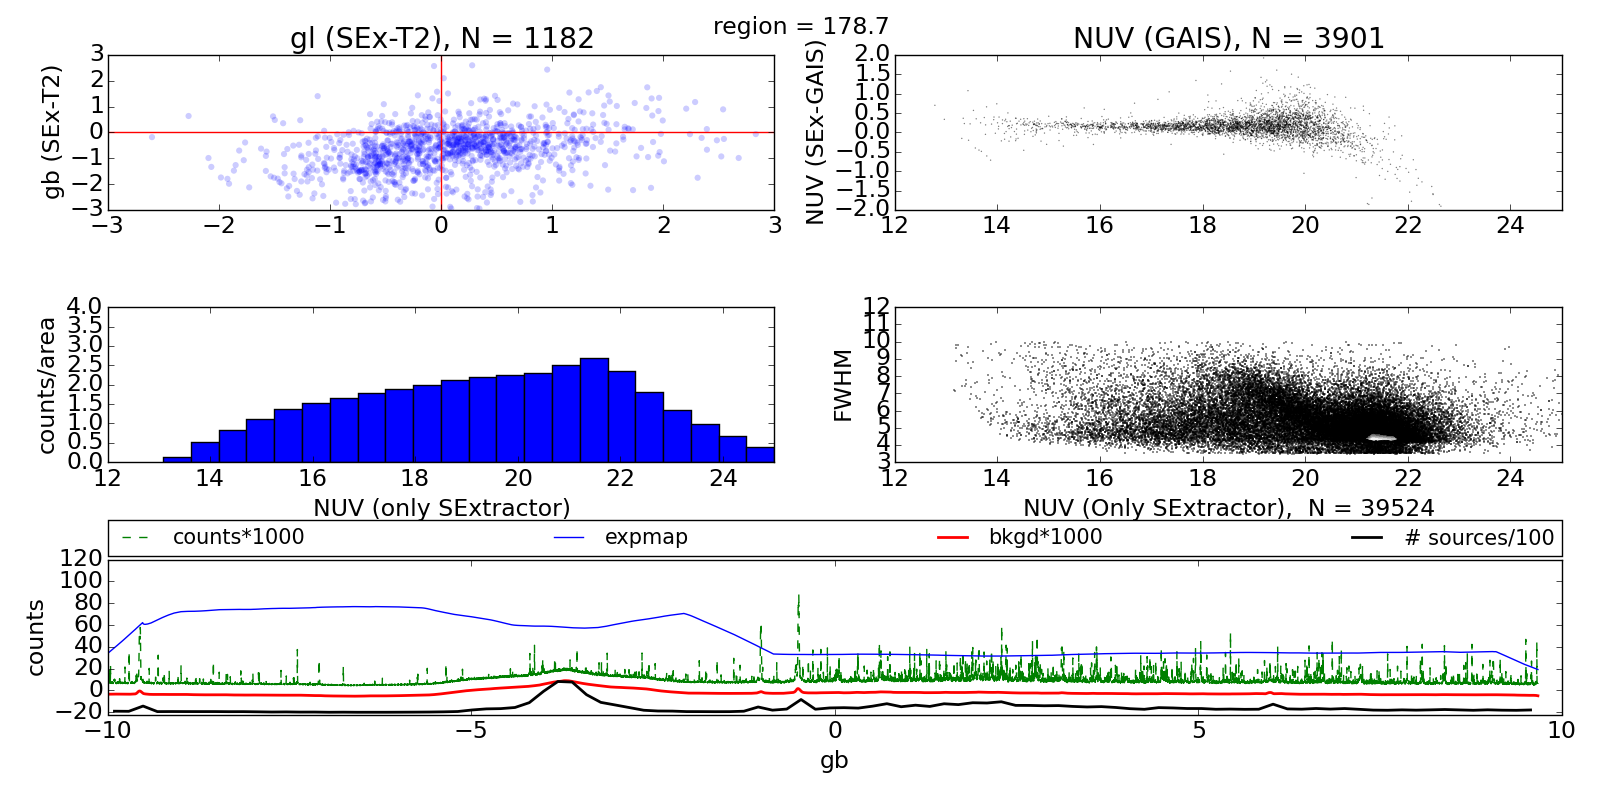 region = 178.7
gl (SEx-T2), N = 1182
NUV (GAIS), N = 3901
gb (SEx-T2)
3
2
1
0
−1
−2
−3
−3 −2 −1 0 1 2 3
NUV (SEx-GAIS)
2.0
1.5
1.0
0.5
0.0
−0.5
−1.0
−1.5
−2.0
12 14 16 18 20 22 24
counts/area
4.0
3.5
3.0
2.5
2.0
1.5
1.0
0.5
0.0
12 14 16 18 20 22 24
NUV (only SExtractor)
FWHM
12
11
10
9
8
7
6
5
4
3
12 14 16 18 20 22 24
NUV (Only SExtractor), N = 39524
counts*1000 expmap bkgd*1000 # sources/100
counts
120
100
80
60
40
20
0
−20
−10 −5 0 5 10
gb